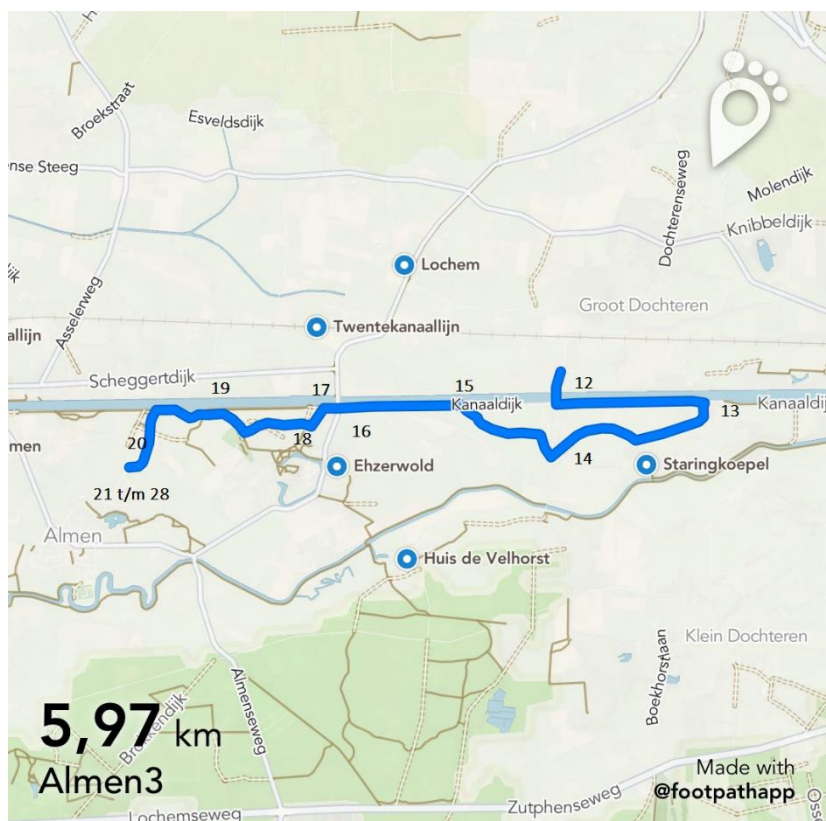 Broekstraat
Esveldsdijk
nse Steeg
Dochterenseweg
Molendijk
Knibbeldijk
Lochem
Asselerweg
Groot Dochteren
allijn
Twentekanaallijn
Scheggertdijk
12
19
17
15
Kanaaldijk
13
Kanaaldij
16
men
20
18
14
Ehzerwold
Staringkoepel
21 t/m 28
Almen
Huis de Velhorst
Klein Dochteren
Boekhorstlaan
Almenseweg
5,97 km
Almen3
Made with
@footpathapp
Zutphenseweg
Lochemseweg